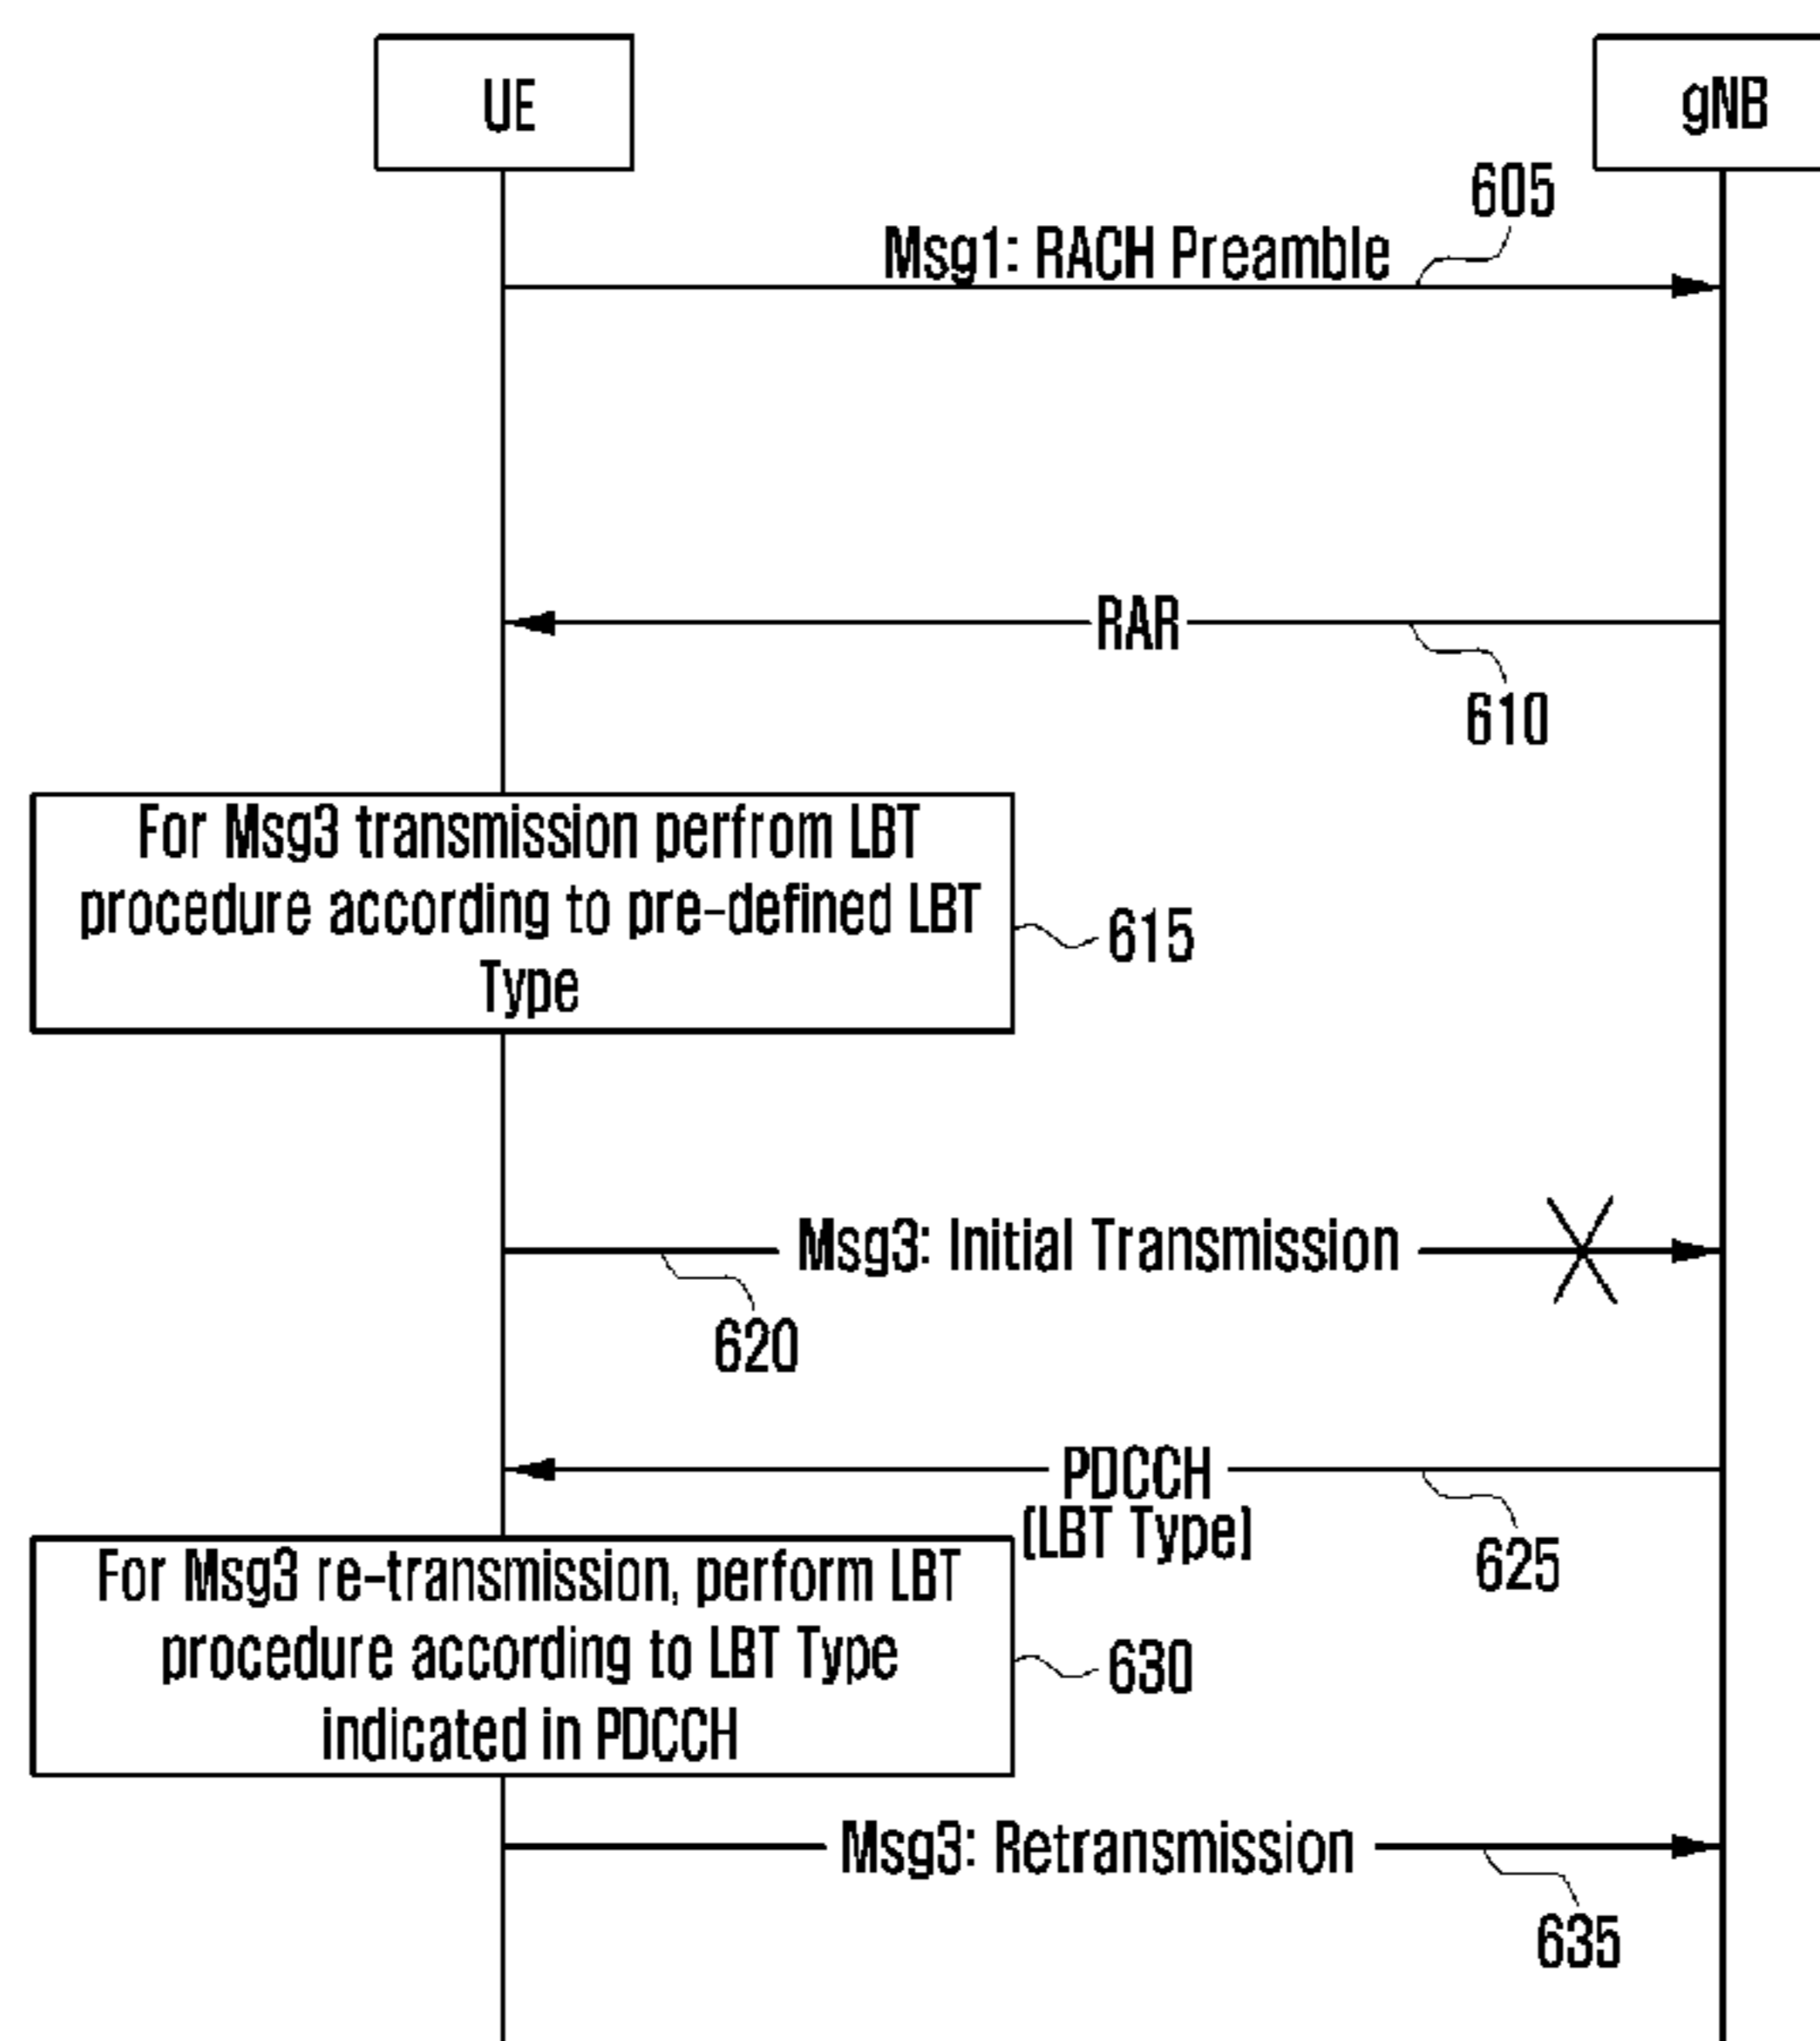 UE
gNB
605
Msg1: RACH Preamble
RAR
610
For Msg3 transmission perfrom LBT
procedure according to pre-defined LBT
Type
615
Msg3: Initial Transmission
620
PDCCH
(LBT Type)
625
For Msg3 re-transmission, perform LBT
procedure according to LBT Type
indicated in PDCCH
630
Msg3: Retransmission
635